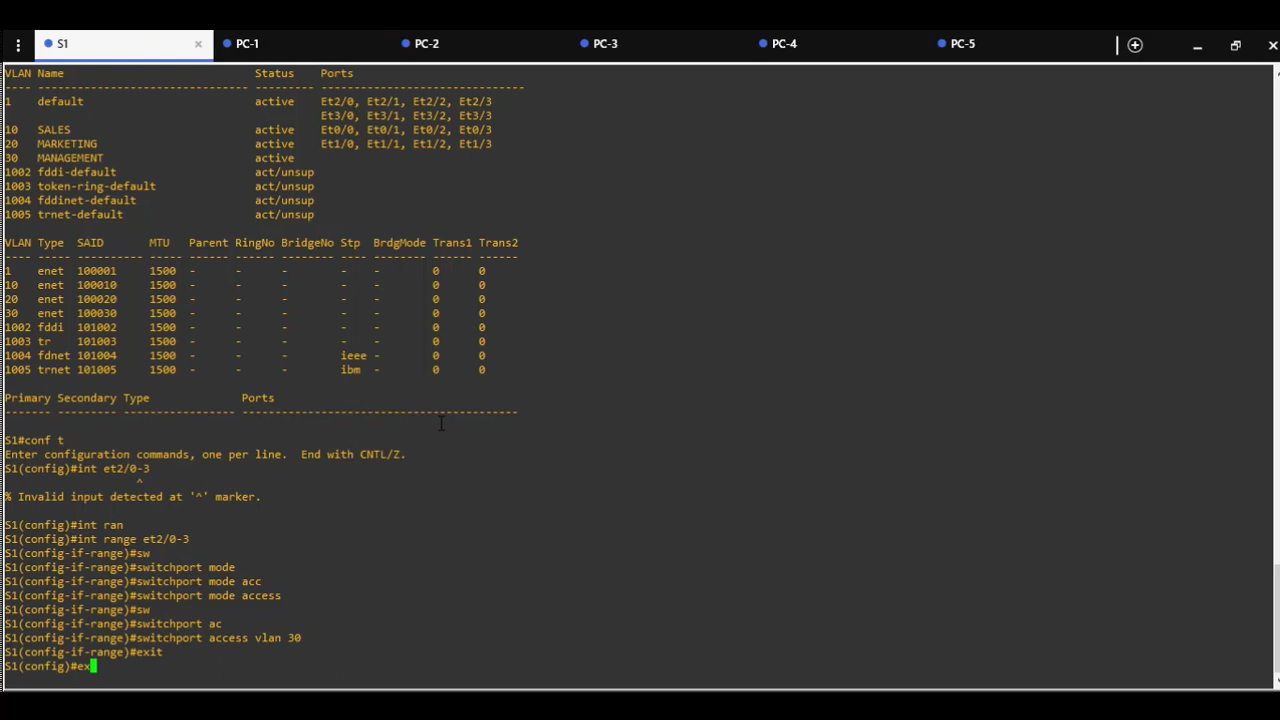 S1 × PC-1 PC-2 PC-3 PC-4 PC-5
VLAN Name                             Status    Ports
---- -------------------------------- --------- -------------------------------
1    default                          active    Et2/0, Et2/1, Et2/2, Et2/3
                                                Et3/0, Et3/1, Et3/2, Et3/3
10   SALES                            active    Et0/0, Et0/1, Et0/2, Et0/3
20   MARKETING                        active    Et1/0, Et1/1, Et1/2, Et1/3
30   MANAGEMENT                       active
1002 fddi-default                     act/unsup
1003 token-ring-default               act/unsup
1004 fddinet-default                  act/unsup
1005 trnet-default                    act/unsup
VLAN Type  SAID       MTU   Parent RingNo BridgeNo Stp  BrdgMode Trans1 Trans2
---- ----- ---------- ----- ------ ------ -------- ---- -------- ------ ------
1    enet  100001     1500  -      -      -        -    -        0      0
10   enet  100010     1500  -      -      -        -    -        0      0
20   enet  100020     1500  -      -      -        -    -        0      0
30   enet  100030     1500  -      -      -        -    -        0      0
1002 fddi  101002     1500  -      -      -        -    -        0      0
1003 tr    101003     1500  -      -      -        -    -        0      0
1004 fdnet 101004     1500  -      -      -        ieee -        0      0
1005 trnet 101005     1500  -      -      -        ibm  -        0      0
Primary Secondary Type              Ports
------- --------- ----------------- ------------------------------------------
S1#conf t
Enter configuration commands, one per line.  End with CNTL/Z.
S1(config)#int et2/0-3
                    ^
% Invalid input detected at '^' marker.
S1(config)#int ran
S1(config)#int range et2/0-3
S1(config-if-range)#sw
S1(config-if-range)#switchport mode
S1(config-if-range)#switchport mode acc
S1(config-if-range)#switchport mode access
S1(config-if-range)#sw
S1(config-if-range)#switchport ac
S1(config-if-range)#switchport access vlan 30
S1(config-if-range)#exit
S1(config)#ex